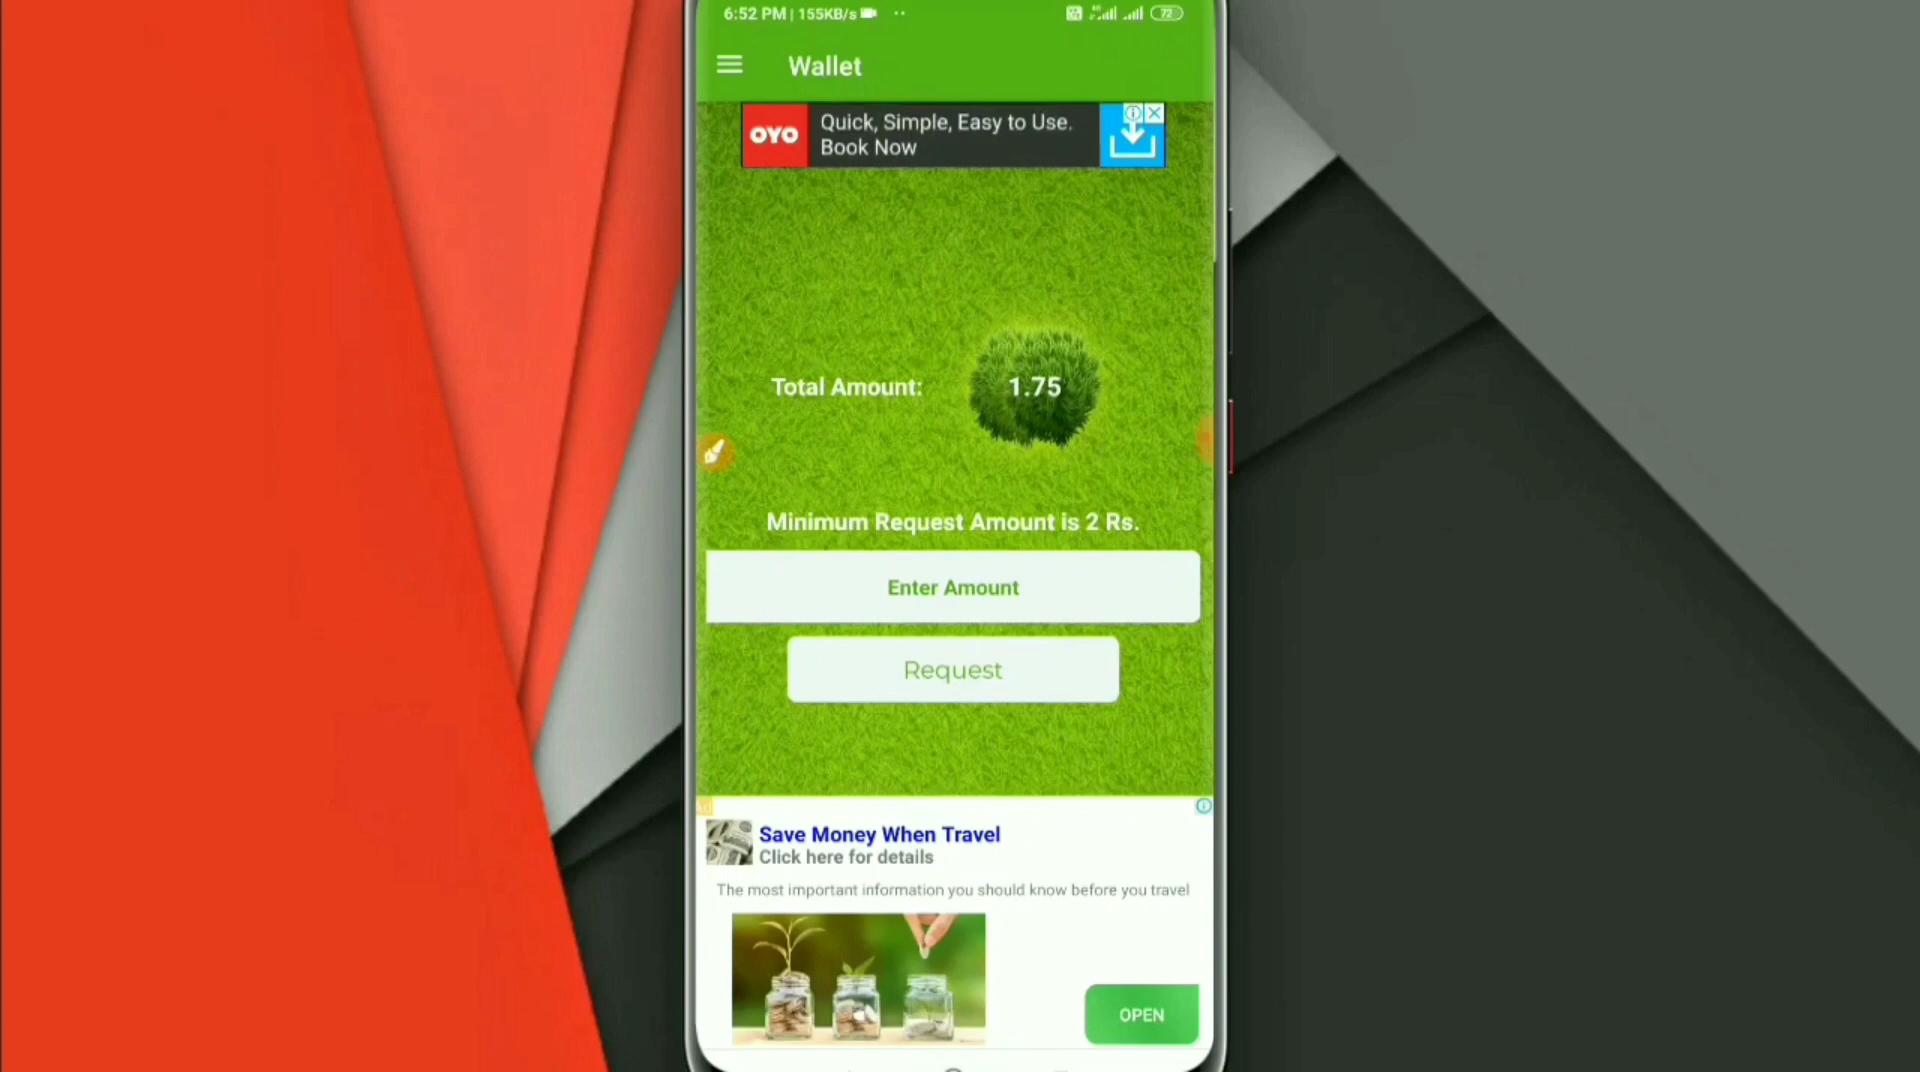 6:52 PM | 155KB/s
72
Wallet
OYO
Quick, Simple, Easy to Use.
Book Now
Total Amount:
1.75
Minimum Request Amount is 2 Rs.
Enter Amount
Request
Save Money When Travel
Click here for details
The most important information you should know before you travel
OPEN